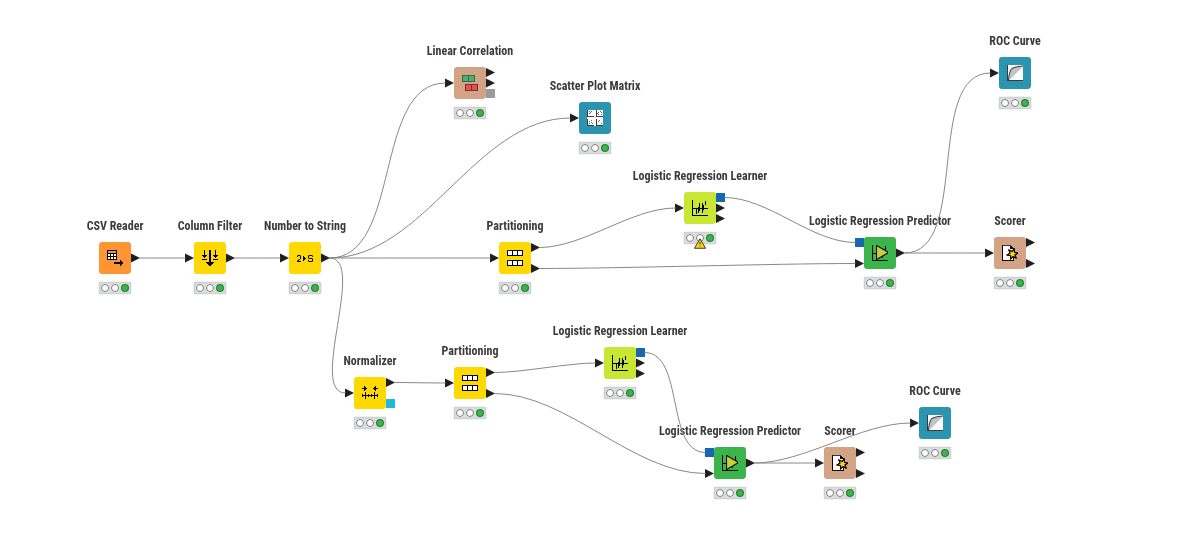 ROC Curve
Linear Correlation
Scatter Plot Matrix
Logistic Regression Learner
CSV Reader
Column Filter
Number to String
Partitioning
Logistic Regression Predictor
Scorer
2▸S
Logistic Regression Learner
Partitioning
Normalizer
ROC Curve
Logistic Regression Predictor
Scorer